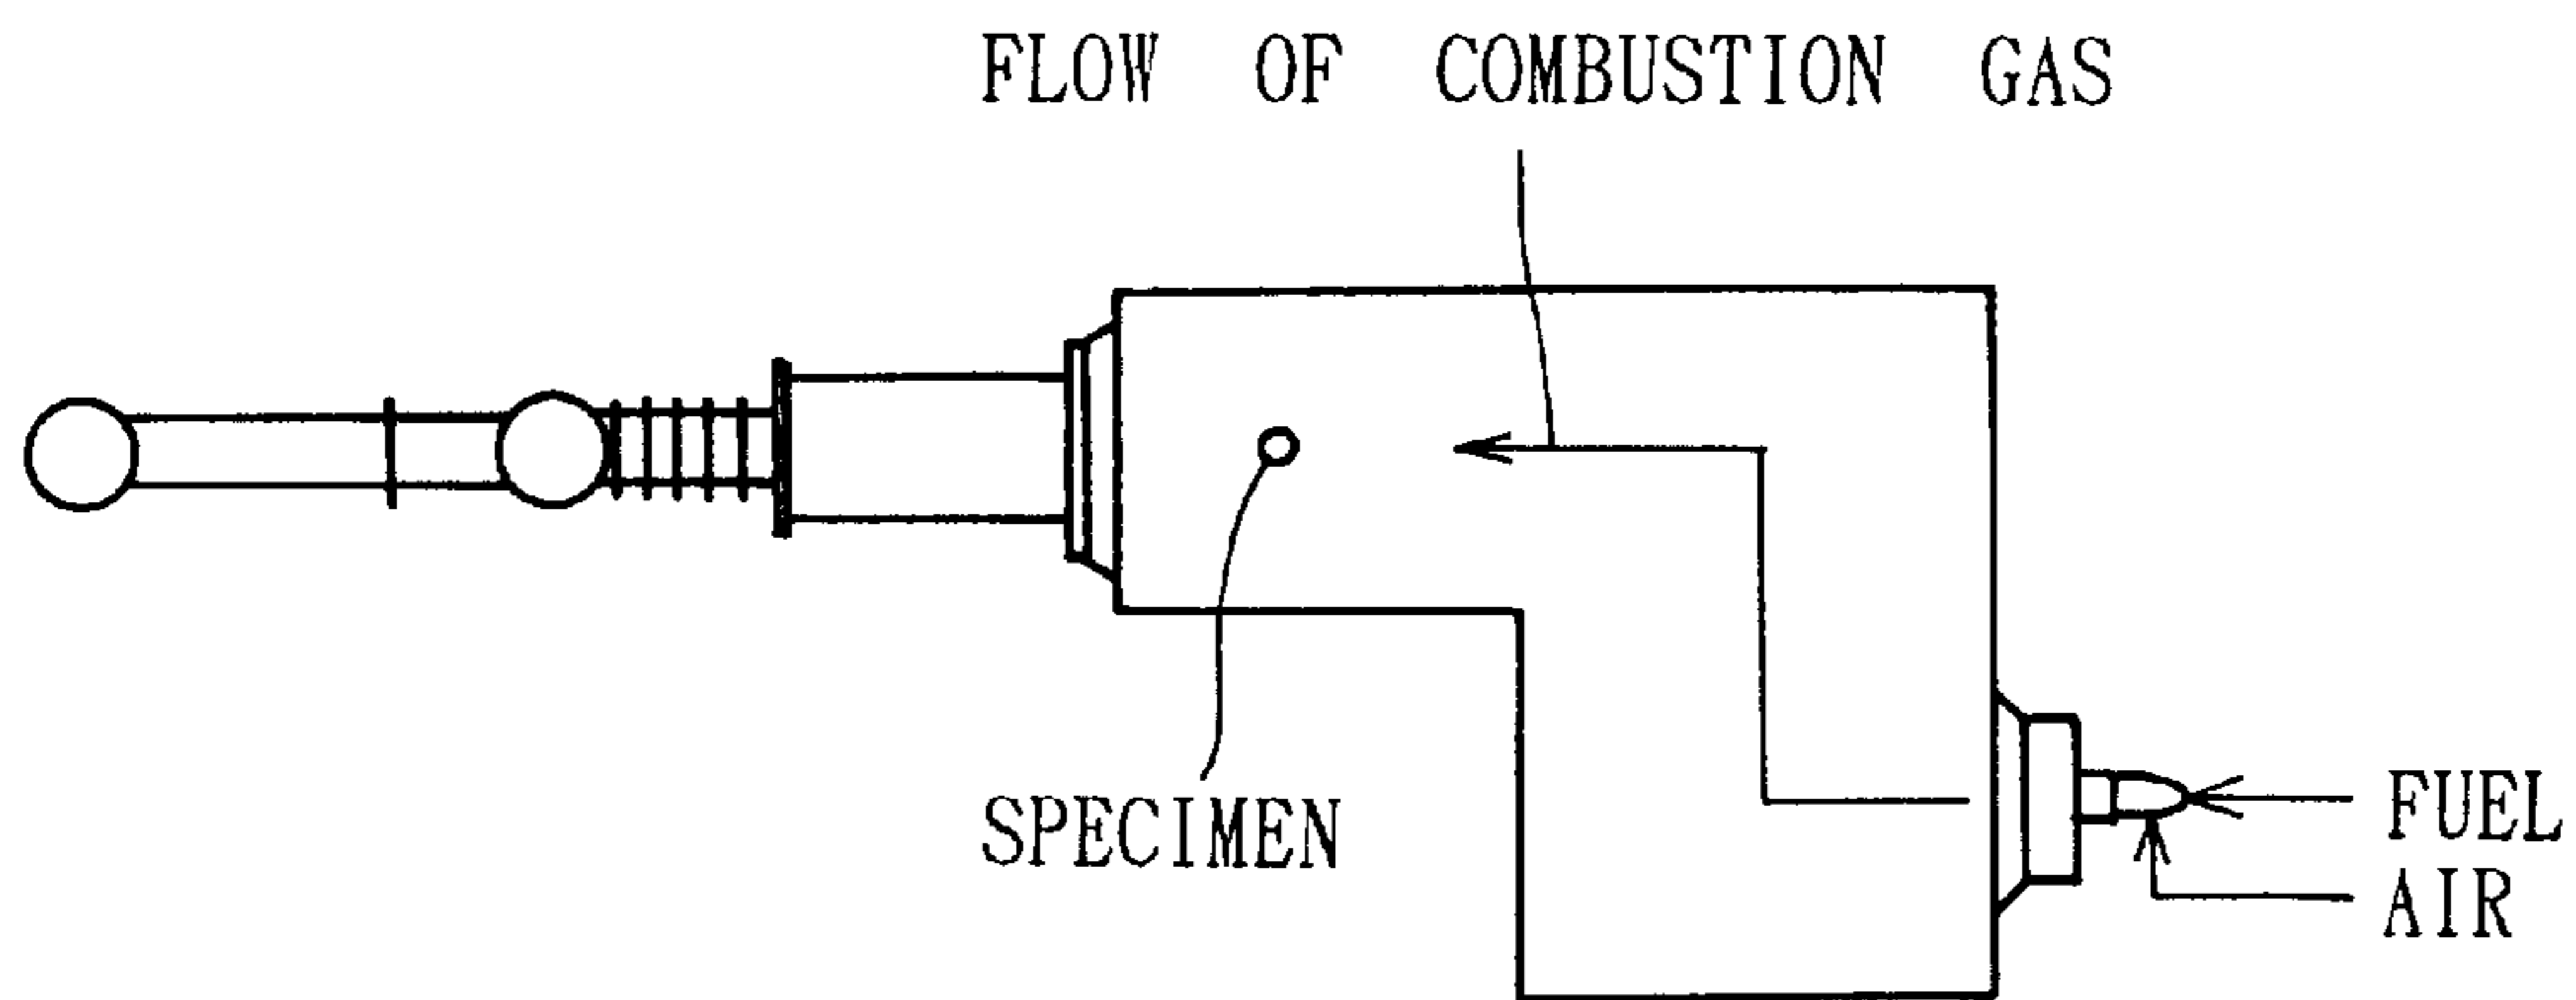 FLOW OF COMBUSTION GAS
SPECIMEN
FUEL
AIR